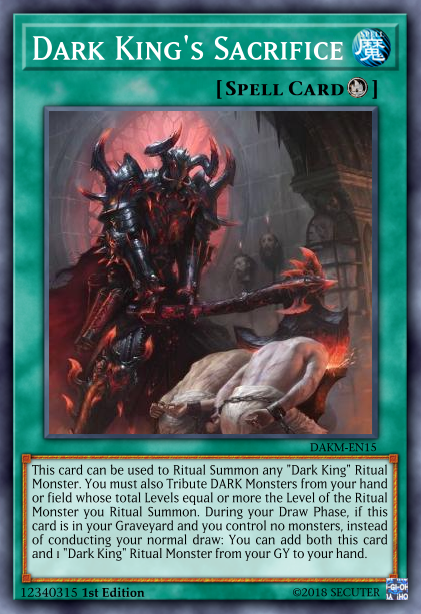 Dark King's Sacrifice 魔
[Spell Card]
DAKM-EN15
This card can be used to Ritual Summon any "Dark King" Ritual
Monster. You must also Tribute DARK Monsters from your hand
or field whose total Levels equal or more the Level of the Ritual
Monster you Ritual Summon. During your Draw Phase, if this
card is in your Graveyard and you control no monsters, instead
of conducting your normal draw: You can add both this card
and 1 "Dark King" Ritual Monster from your GY to your hand.
12340315 1st Edition ©2018 SECUTER